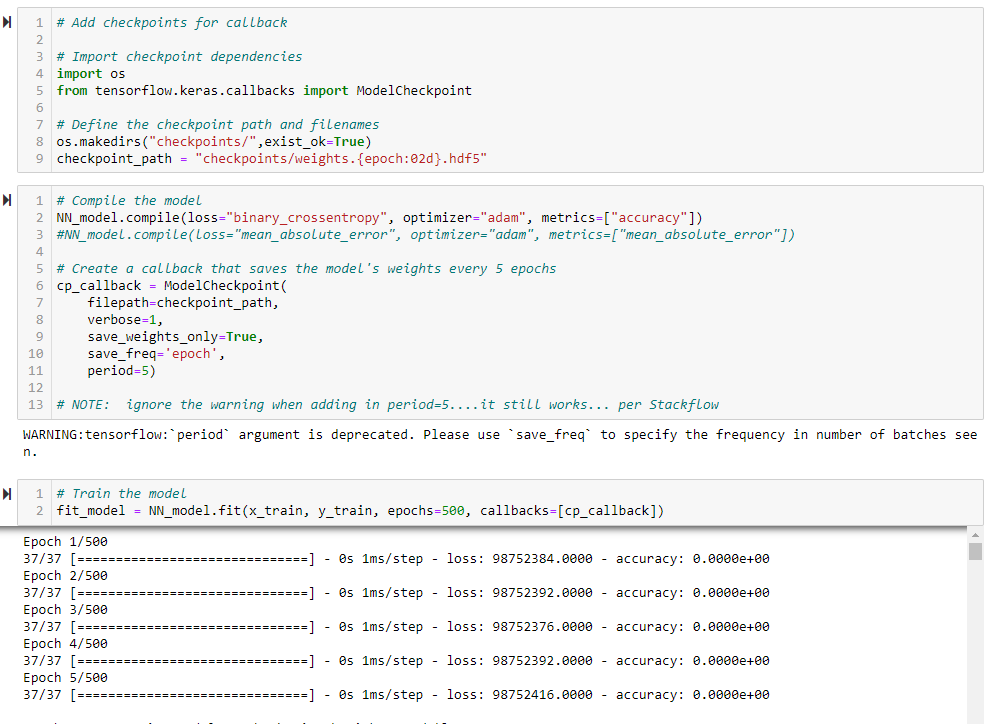 1 # Add checkpoints for callback
2
3 # Import checkpoint dependencies
4 import os
5 from tensorflow.keras.callbacks import ModelCheckpoint
6
7 # Define the checkpoint path and filenames
8 os.makedirs("checkpoints/",exist_ok=True)
9 checkpoint_path = "checkpoints/weights.{epoch:02d}.hdf5"
1 # Compile the model
2 NN_model.compile(loss="binary_crossentropy", optimizer="adam", metrics=["accuracy"])
3 #NN_model.compile(loss="mean_absolute_error", optimizer="adam", metrics=["mean_absolute_error"])
4
5 # Create a callback that saves the model's weights every 5 epochs
6 cp_callback = ModelCheckpoint(
7     filepath=checkpoint_path,
8     verbose=1,
9     save_weights_only=True,
10     save_freq='epoch',
11     period=5)
12
13 # NOTE:  ignore the warning when adding in period=5....it still works... per Stackflow
WARNING:tensorflow:`period` argument is deprecated. Please use `save_freq` to specify the frequency in number of batches see
n.
1 # Train the model
2 fit_model = NN_model.fit(x_train, y_train, epochs=500, callbacks=[cp_callback])
Epoch 1/500
37/37 [==============================] - 0s 1ms/step - loss: 98752384.0000 - accuracy: 0.0000e+00
Epoch 2/500
37/37 [==============================] - 0s 1ms/step - loss: 98752392.0000 - accuracy: 0.0000e+00
Epoch 3/500
37/37 [==============================] - 0s 1ms/step - loss: 98752376.0000 - accuracy: 0.0000e+00
Epoch 4/500
37/37 [==============================] - 0s 1ms/step - loss: 98752392.0000 - accuracy: 0.0000e+00
Epoch 5/500
37/37 [==============================] - 0s 1ms/step - loss: 98752416.0000 - accuracy: 0.0000e+00